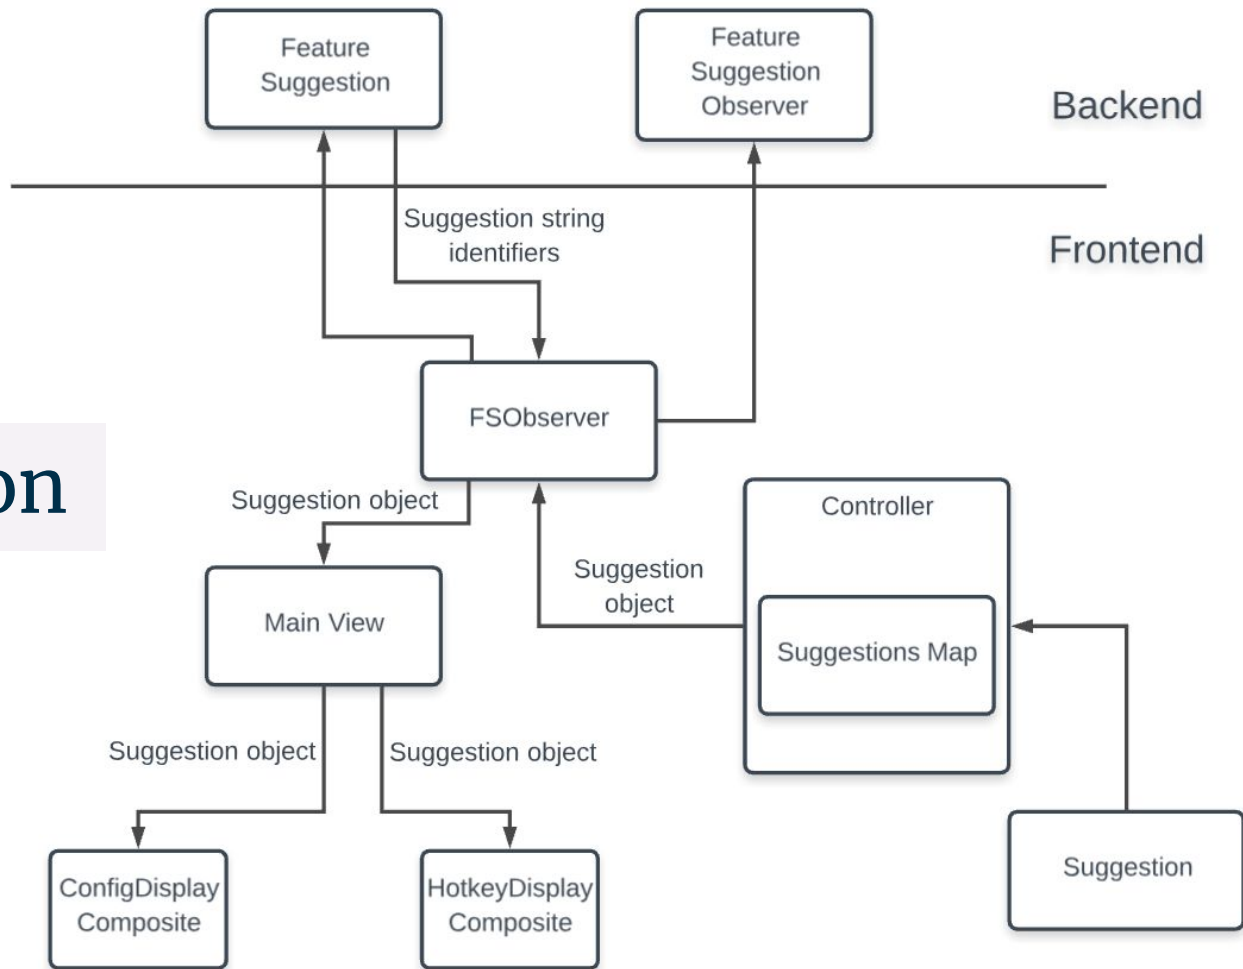 Feature
Suggestion
Feature
Suggestion
Observer
Backend
Suggestion string
identifiers
Frontend
FSObserver
on
Suggestion object
Controller
Suggestion
object
Main View
Suggestions Map
Suggestion object
Suggestion object
Suggestion
ConfigDisplay
Composite
HotkeyDisplay
Composite